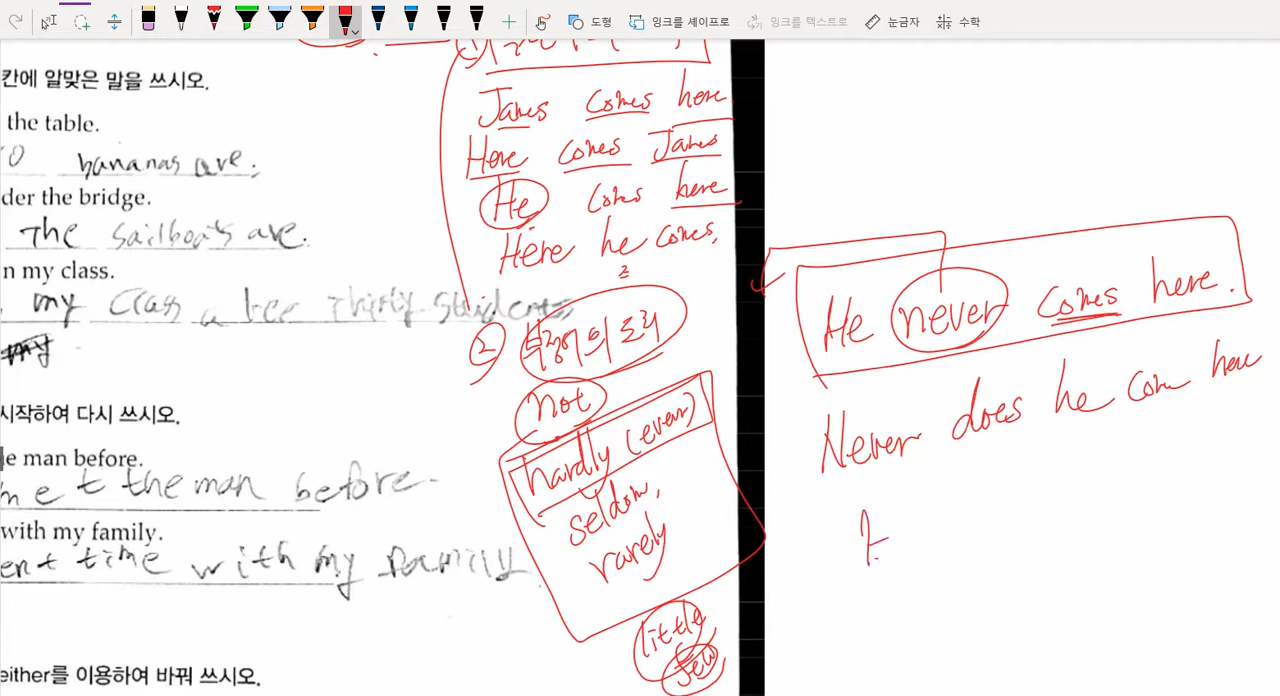 도형
잉크를 셰이프로
잉크를 텍스트로
눈금자
수학
칸에 알맞은 말을 쓰시오.
the table.
bananas are.
der the bridge.
The sailboats are.
n my class.
my class
시작하여 다시 쓰시오.
e man before.
me t the man before.
with my family.
ent time with my family
either를 이용하여 바꿔 쓰시오.
James comes here.
Here comes James
He comes here
Here he comes,
② 부정어의 도치
not
hardly (ever)
seldom,
rarely
little
few
He never comes here.
Never does he com here